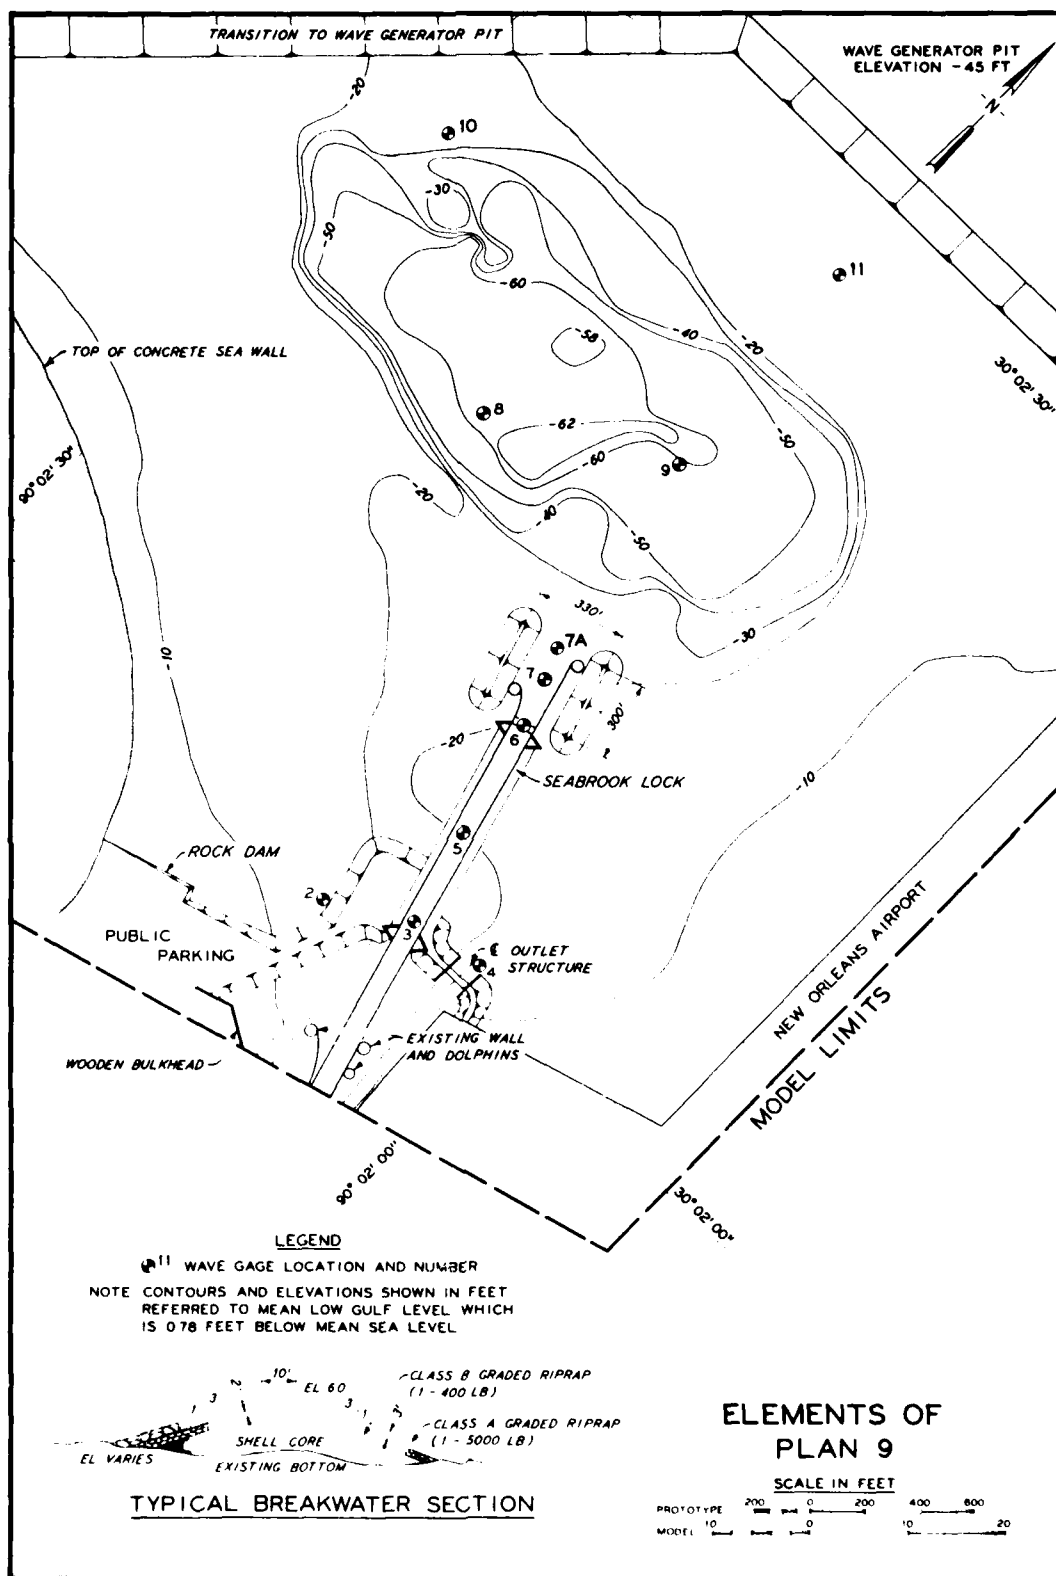 TRANSITION TO WAVE GENERATOR PIT
WAVE GENERATOR PIT
ELEVATION -45 FT
N
-20
10
-30
-50
-60
11
-58
-40
-20
TOP OF CONCRETE SEA WALL
30° 02' 30"
8
-62
-50
90° 02' 30"
-60
9
-20
-40
-50
330'
-30
7A
-10
7
300'
6
-20
SEABROOK LOCK
-10
5
ROCK DAM
2
PUBLIC
PARKING
3
℄ OUTLET
STRUCTURE
4
NEW ORLEANS AIRPORT
MODEL LIMITS
EXISTING WALL
AND DOLPHINS
WOODEN BULKHEAD
90° 02' 00"
30° 02' 00"
LEGEND
11 WAVE GAGE LOCATION AND NUMBER
NOTE CONTOURS AND ELEVATIONS SHOWN IN FEET
REFERRED TO MEAN LOW GULF LEVEL WHICH
IS 0 78 FEET BELOW MEAN SEA LEVEL
10'
EL 6 0
CLASS B GRADED RIPRAP
(1 - 400 LB)
3
2
3
1
CLASS A GRADED RIPRAP
(1 - 5000 LB)
SHELL CORE
EL VARIES
EXISTING BOTTOM
TYPICAL BREAKWATER SECTION
ELEMENTS OF
PLAN 9
SCALE IN FEET
PROTOTYPE 200 0 200 400 600
MODEL 10 0 10 20